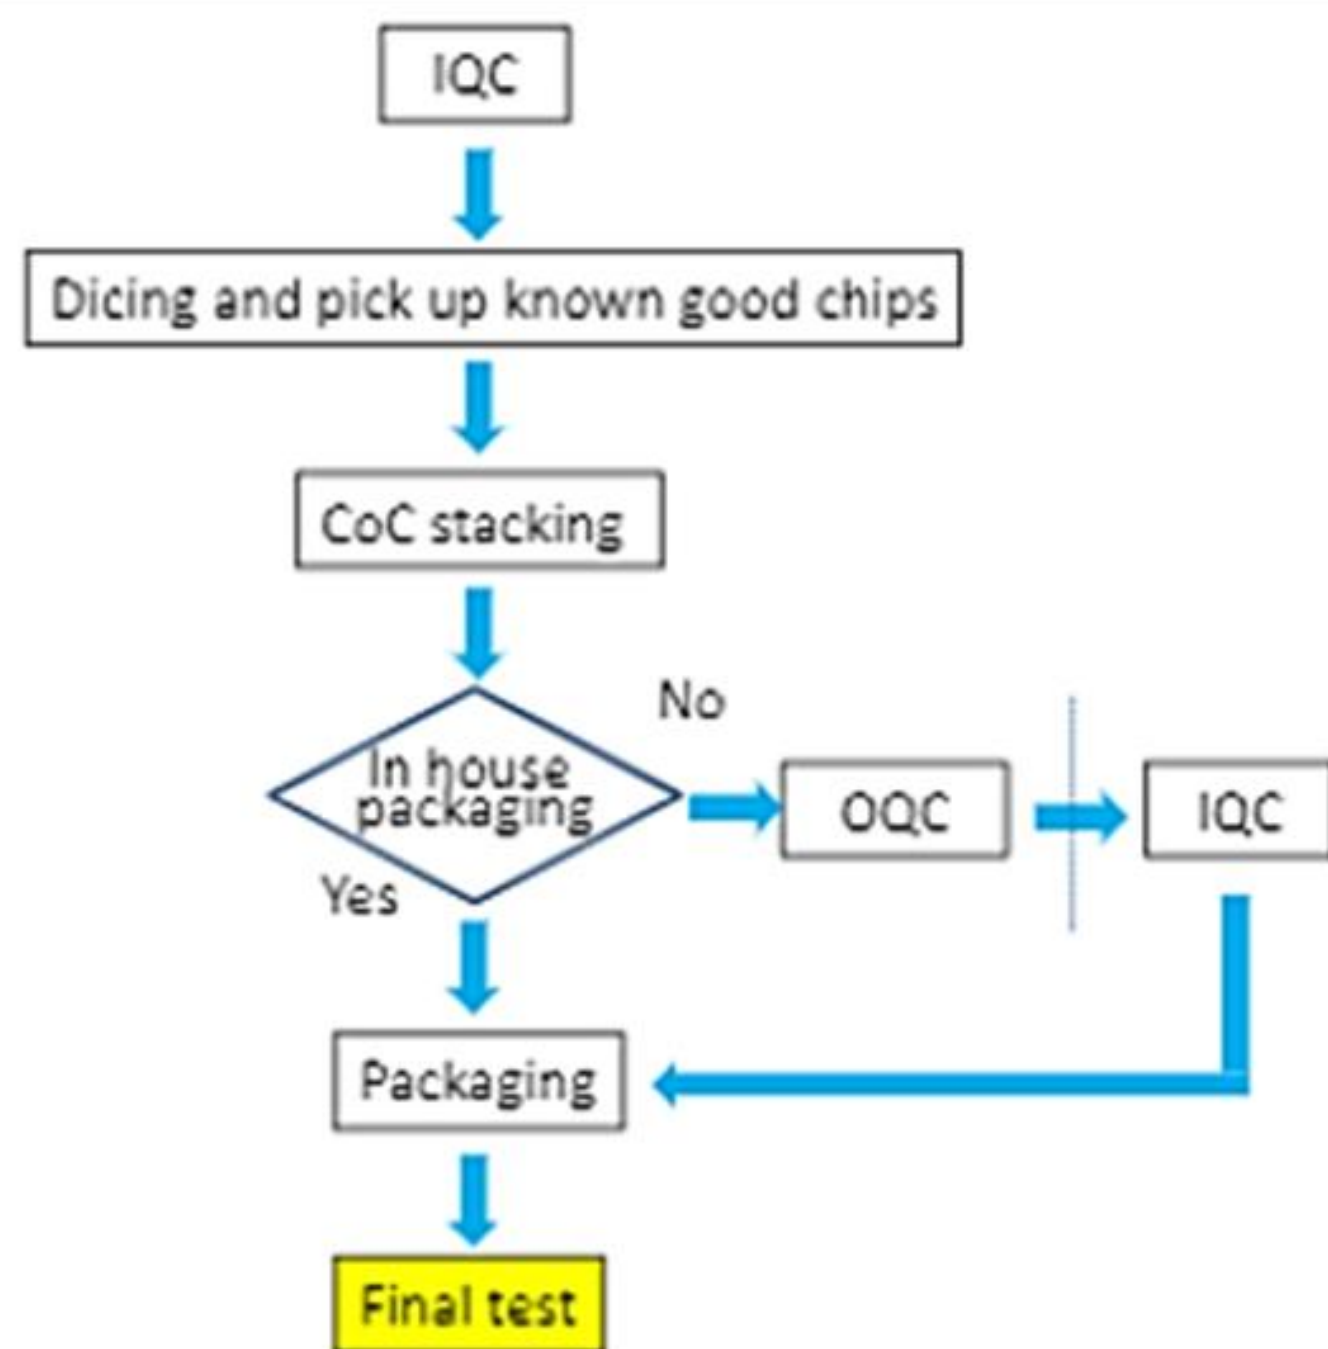 IQC
Dicing and pick up known good chips
CoC stacking
No
In house
packaging
OQC
IQC
Yes
Packaging
Final test